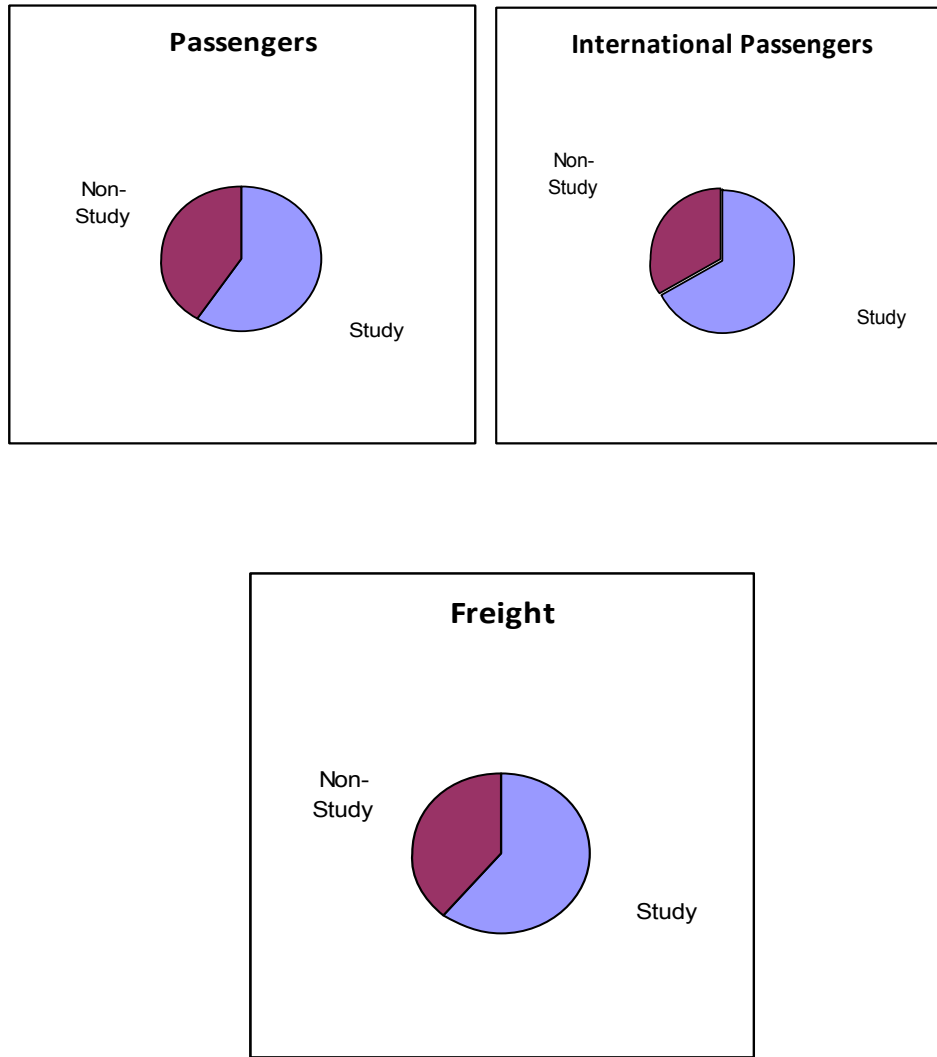 Passengers
Non-
Study
Study
International Passengers
Non-
Study
Study
Freight
Non-
Study
Study